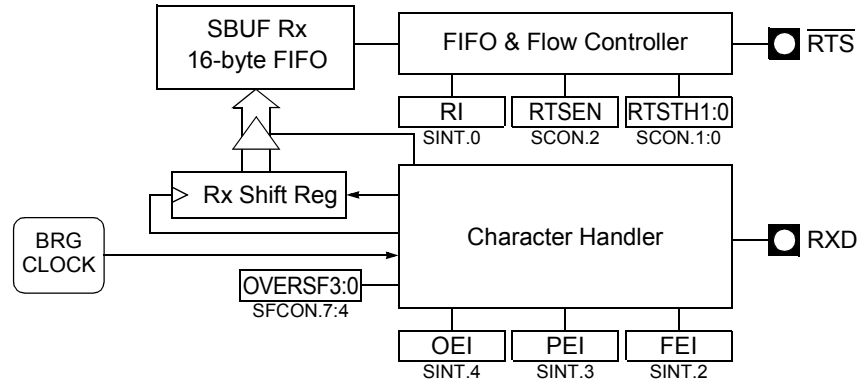 SBUF Rx
16-byte FIFO
FIFO & Flow Controller
RTS
RI
RTSEN
RTSTH1:0
SINT.0
SCON.2
SCON.1:0
Rx Shift Reg
Character Handler
RXD
BRG
CLOCK
OVERSF3:0
SFCON.7:4
OEI
PEI
FEI
SINT.4
SINT.3
SINT.2